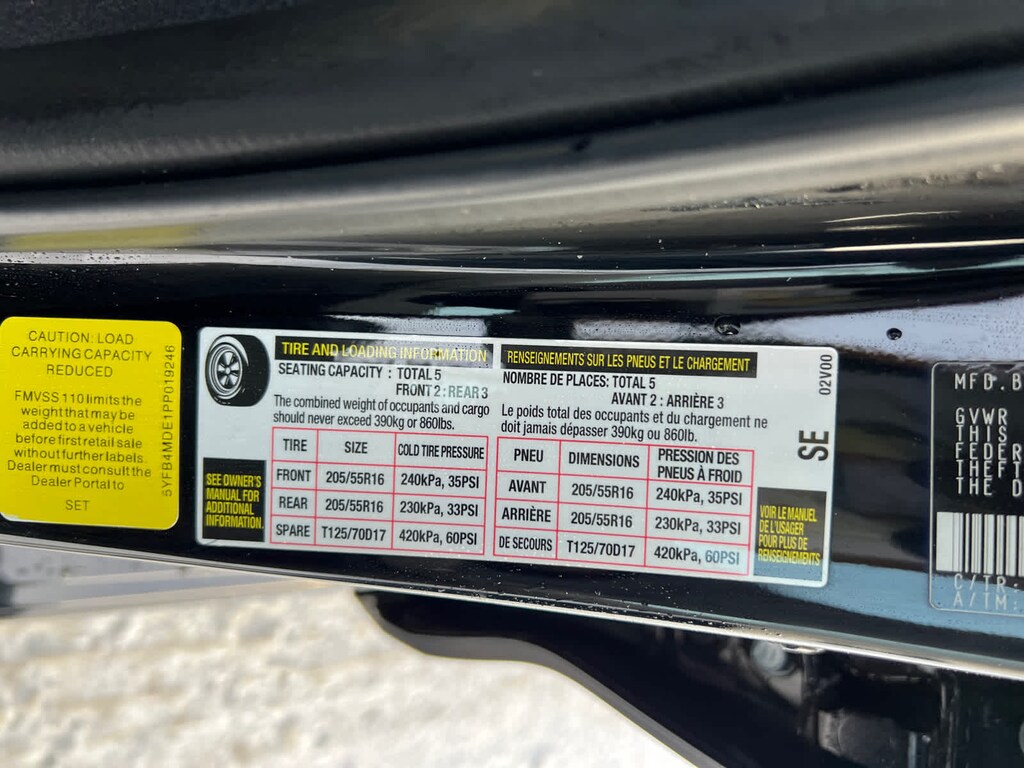 CAUTION: LOAD
CARRYING CAPACITY
REDUCED
FMVSS 110 limits the
weight that may be
added to a vehicle
before first retail sale
without further labels.
Dealer must consult the
Dealer Portal to
SET
5YFB4MDE1PP019246
TIRE AND LOADING INFORMATION
SEATING CAPACITY : TOTAL 5
FRONT 2 : REAR 3
The combined weight of occupants and cargo
should never exceed 390kg or 860lbs.
SEE OWNER'S
MANUAL FOR
ADDITIONAL
INFORMATION.
TIRE SIZE COLD TIRE PRESSURE
FRONT 205/55R16 240kPa, 35PSI
REAR 205/55R16 230kPa, 33PSI
SPARE T125/70D17 420kPa, 60PSI
RENSEIGNEMENTS SUR LES PNEUS ET LE CHARGEMENT
NOMBRE DE PLACES: TOTAL 5
AVANT 2 : ARRIÈRE 3
Le poids total des occupants et du chargement ne
doit jamais dépasser 390kg ou 860lb.
PNEU DIMENSIONS PRESSION DES
PNEUS À FROID
AVANT 205/55R16 240kPa, 35PSI
ARRIÈRE 205/55R16 230kPa, 33PSI
DE SECOURS T125/70D17 420kPa, 60PSI
VOIR LE MANUEL
DE L'USAGER
POUR PLUS DE
RENSEIGNEMENTS
02V00
SE
MFD.B
GVWR
THIS
FEDER
THEFT
THE D
C/TR:
A/TM: